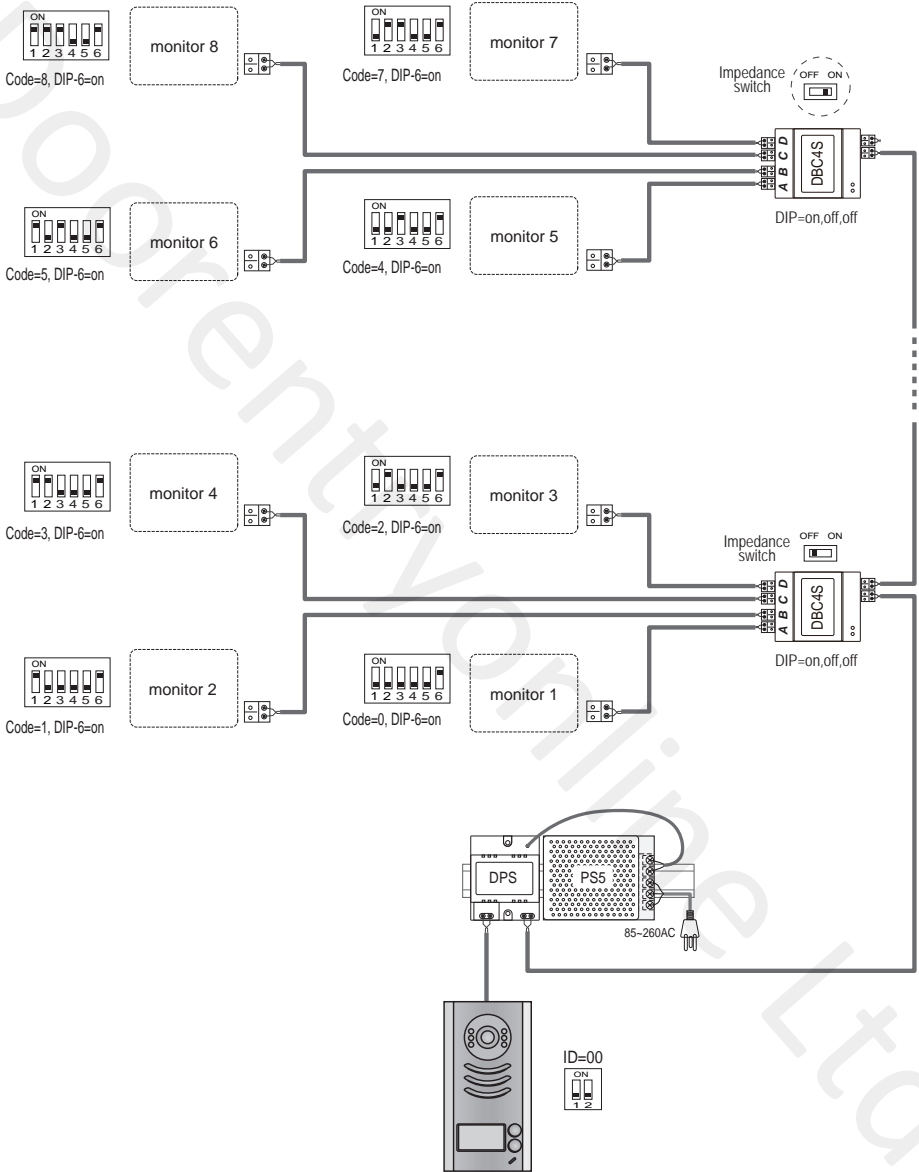 ON
1 2 3 4 5 6
Code=8, DIP-6=on
monitor 8
ON
1 2 3 4 5 6
Code=7, DIP-6=on
monitor 7
Impedance
switch
OFF ON
A B C D
DBC4S
DIP=on,off,off
ON
1 2 3 4 5 6
Code=5, DIP-6=on
monitor 6
ON
1 2 3 4 5 6
Code=4, DIP-6=on
monitor 5
ON
1 2 3 4 5 6
Code=3, DIP-6=on
monitor 4
ON
1 2 3 4 5 6
Code=2, DIP-6=on
monitor 3
Impedance
switch
OFF ON
A B C D
DBC4S
DIP=on,off,off
ON
1 2 3 4 5 6
Code=1, DIP-6=on
monitor 2
ON
1 2 3 4 5 6
Code=0, DIP-6=on
monitor 1
DPS
PS5
85~260AC
ID=00
ON
1 2
Doorentryonline Ltd